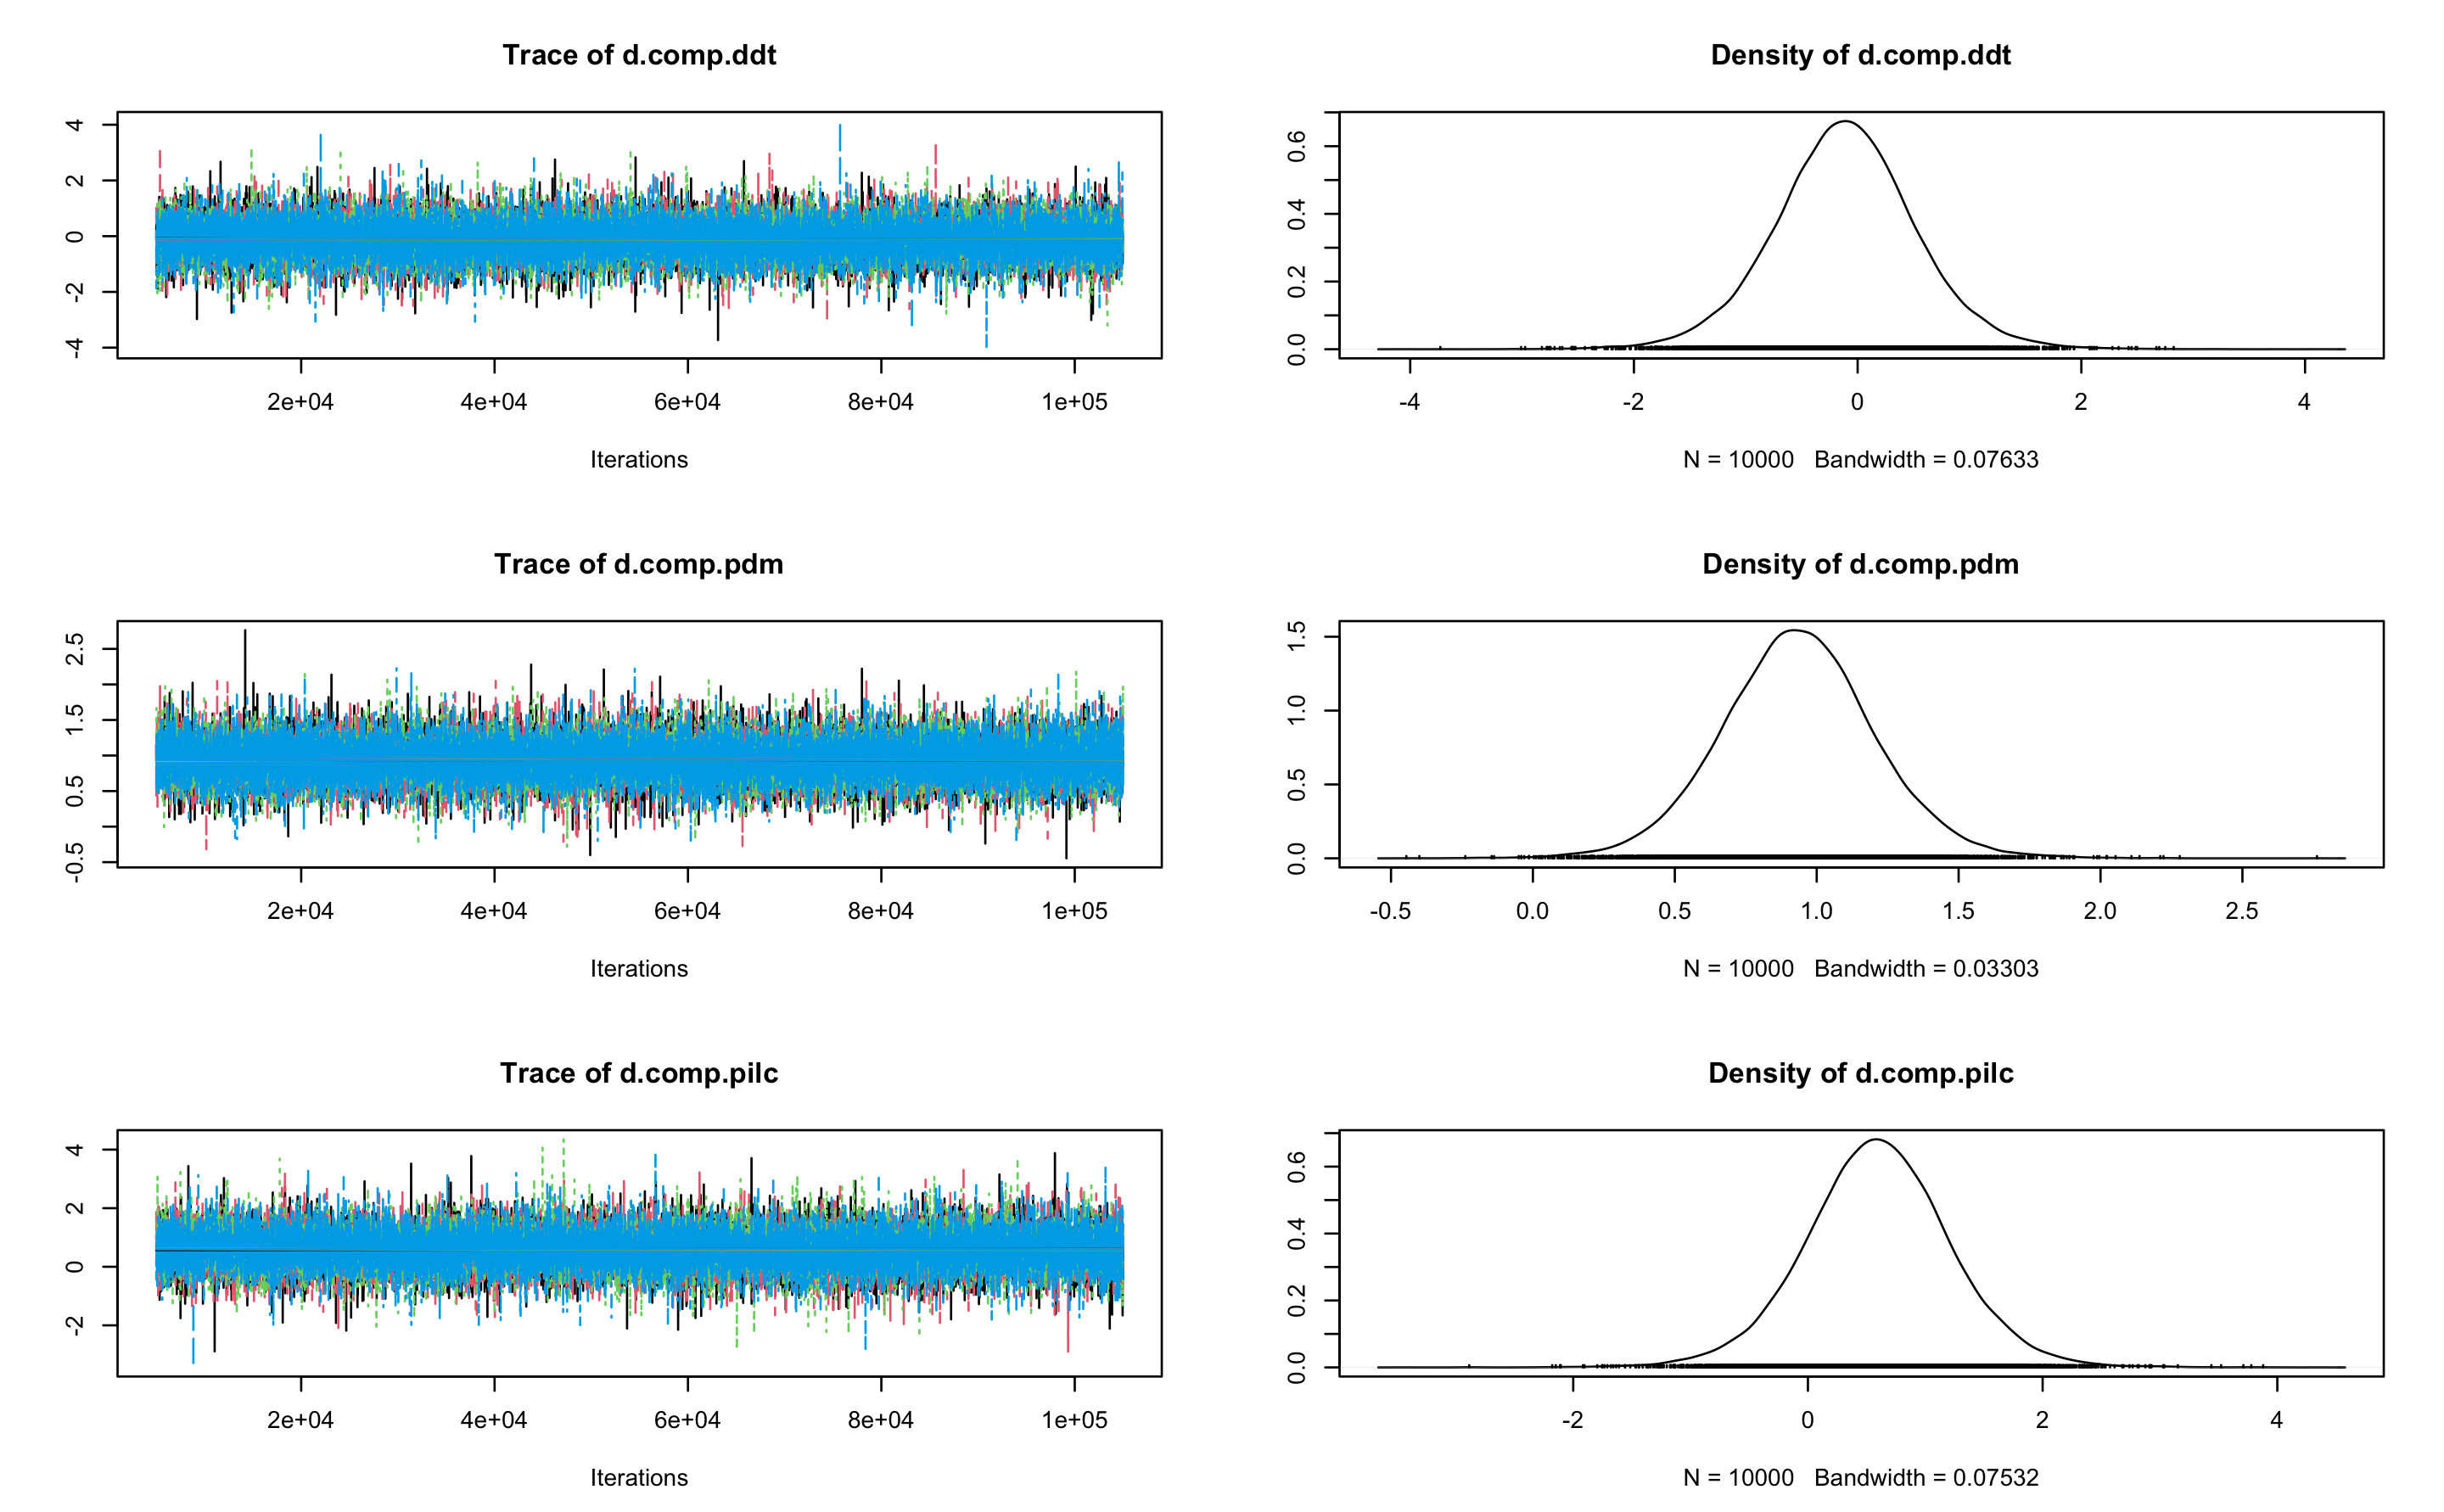 Trace of d.comp.ddt
4
2
0
-2
-4
2e+04 4e+04 6e+04 8e+04 1e+05
Iterations
Density of d.comp.ddt
0.6
0.4
0.2
0.0
-4 -2 0 2 4
N = 10000 Bandwidth = 0.07633
Trace of d.comp.pdm
2.5
1.5
0.5
-0.5
2e+04 4e+04 6e+04 8e+04 1e+05
Iterations
Density of d.comp.pdm
1.5
1.0
0.5
0.0
-0.5 0.0 0.5 1.0 1.5 2.0 2.5
N = 10000 Bandwidth = 0.03303
Trace of d.comp.pilc
4
2
0
-2
2e+04 4e+04 6e+04 8e+04 1e+05
Iterations
Density of d.comp.pilc
0.6
0.4
0.2
0.0
-2 0 2 4
N = 10000 Bandwidth = 0.07532